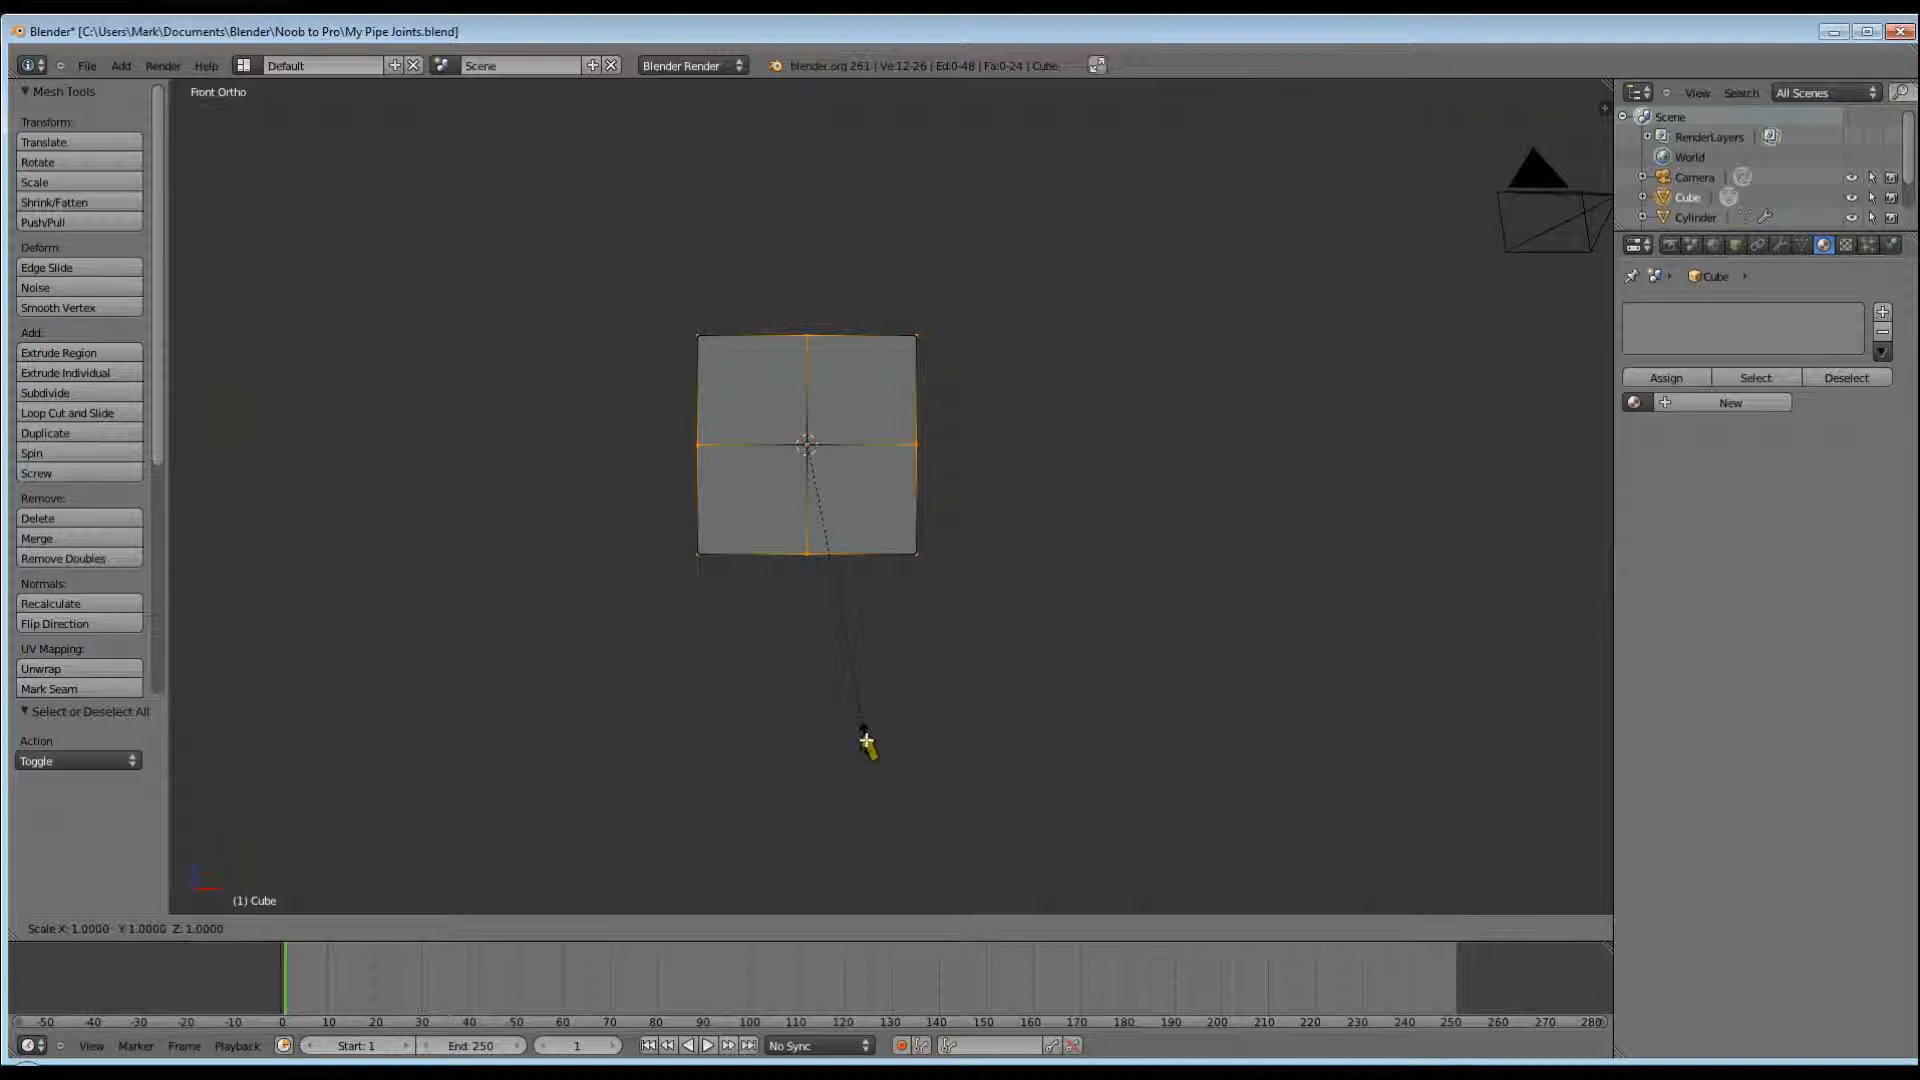 Blender* [C:\Users\Mark\Documents\Blender\Noob to Pro\My Pipe Joints.blend]
File Add Render Help Default Scene Blender Render blender.org 261 | Ve:12-26 | Ed:0-48 | Fa:0-24 | Cube
Mesh Tools
Transform:
Translate
Rotate
Scale
Shrink/Fatten
Push/Pull
Deform:
Edge Slide
Noise
Smooth Vertex
Add:
Extrude Region
Extrude Individual
Subdivide
Loop Cut and Slide
Duplicate
Spin
Screw
Remove:
Delete
Merge
Remove Doubles
Normals:
Recalculate
Flip Direction
UV Mapping:
Unwrap
Mark Seam
Select or Deselect All
Action
Toggle
Front Ortho
(1) Cube
Scale X: 1.0000 Y 1.0000 Z: 1.0000
View Search All Scenes
Scene
RenderLayers
World
Camera
Cube
Cylinder
Cube
Assign Select Deselect
New
-50 -40 -30 -20 -10 0 10 20 30 40 50 60 70 80 90 100 110 120 130 140 150 160 170 180 190 200 210 220 230 240 250 260 270 280
View Marker Frame Playback Start: 1 End: 250 1 No Sync